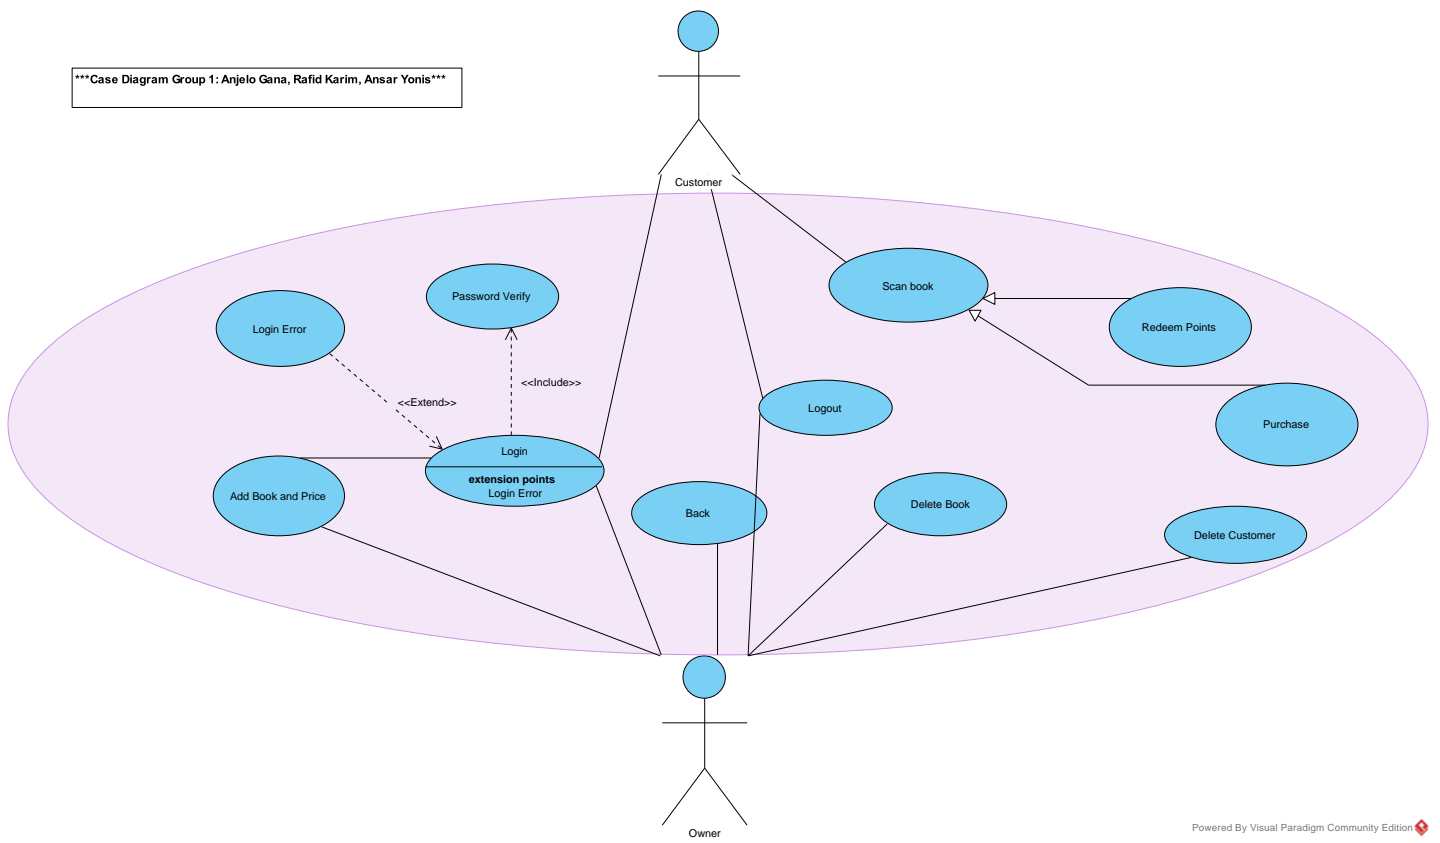 ***Case Diagram Group 1: Anjelo Gana, Rafid Karim, Ansar Yonis***
Customer
Scan book
Password Verify
Login Error
Redeem Points
<<Include>>
<<Extend>>
Logout
Purchase
Login
extension points
Login Error
Add Book and Price
Back
Delete Book
Delete Customer
Owner
Powered By Visual Paradigm Community Edition